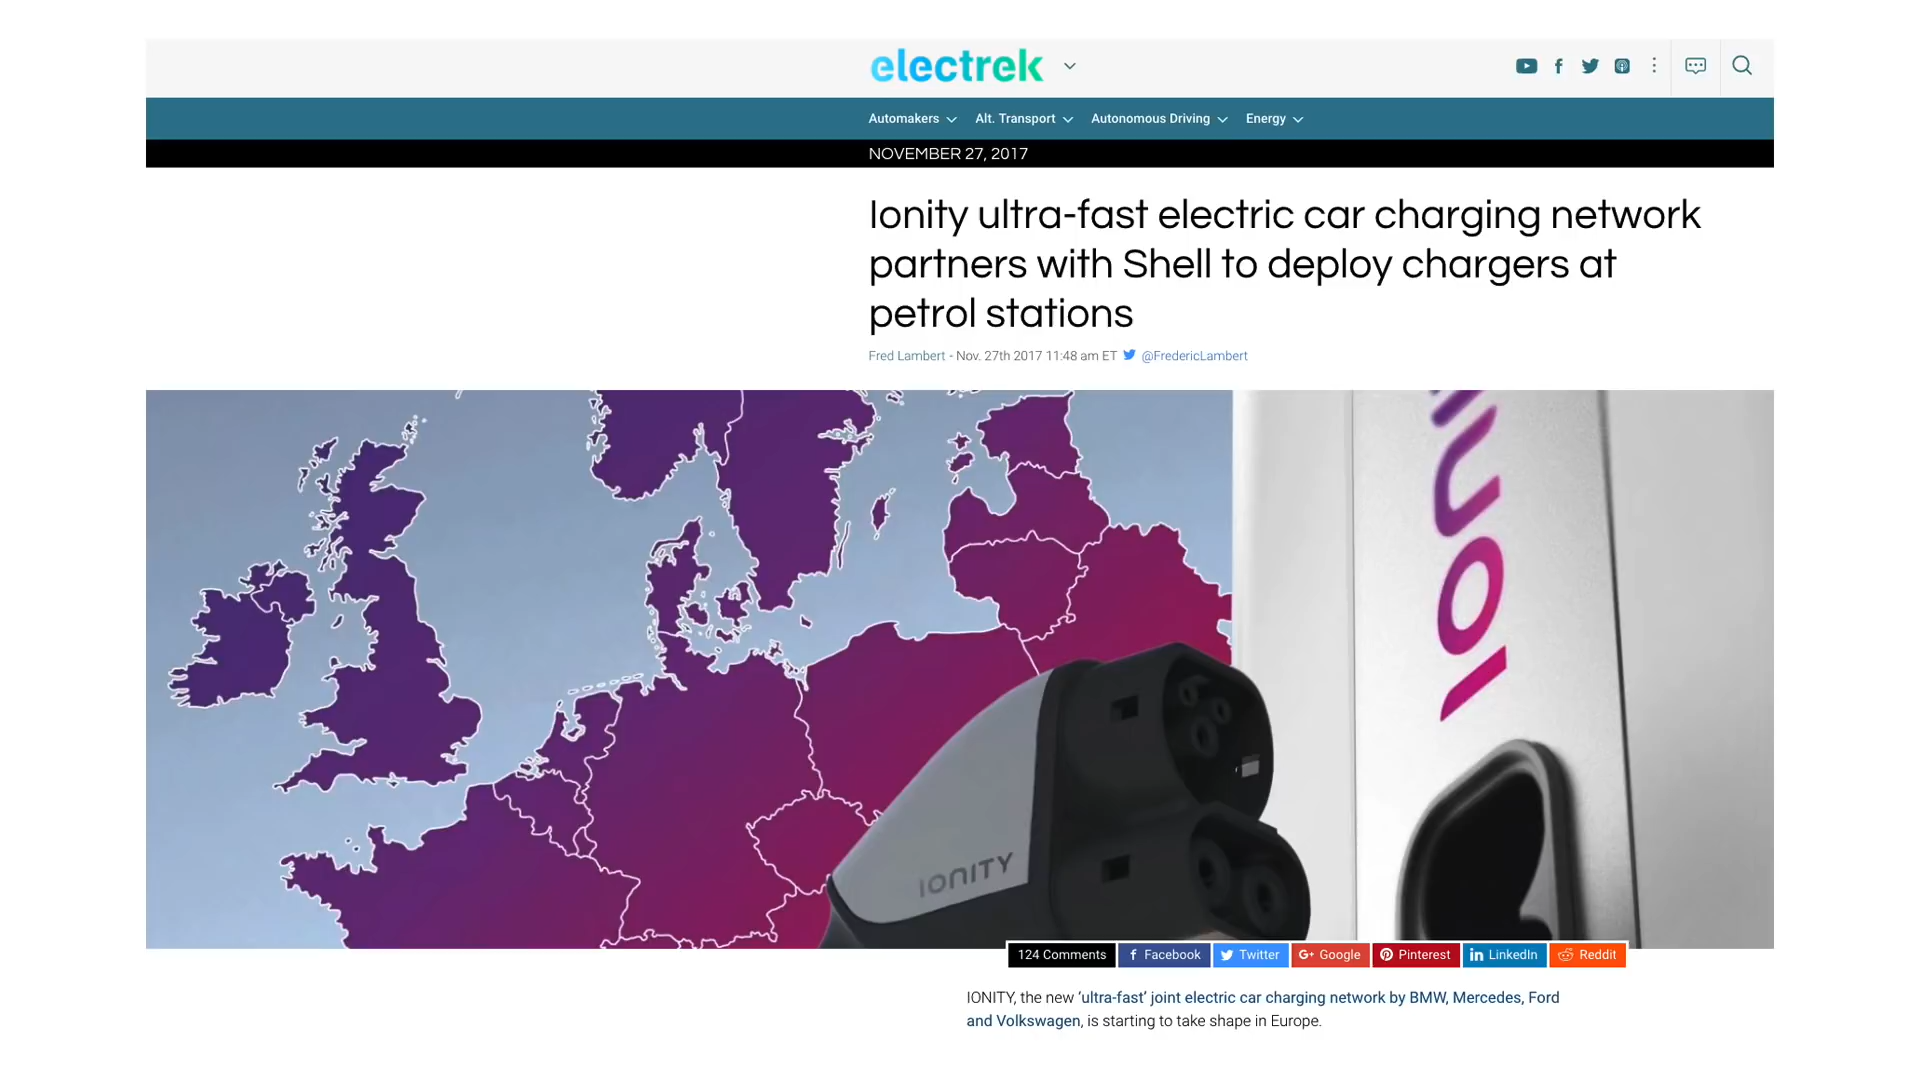 electrek
Automakers Alt. Transport Autonomous Driving Energy
NOVEMBER 27, 2017
Ionity ultra-fast electric car charging network
partners with Shell to deploy chargers at
petrol stations
Fred Lambert - Nov. 27th 2017 11:48 am ET @FredericLambert
IONITY
124 Comments Facebook Twitter Google Pinterest LinkedIn Reddit
IONITY, the new ‘ultra-fast’ joint electric car charging network by BMW, Mercedes, Ford
and Volkswagen, is starting to take shape in Europe.